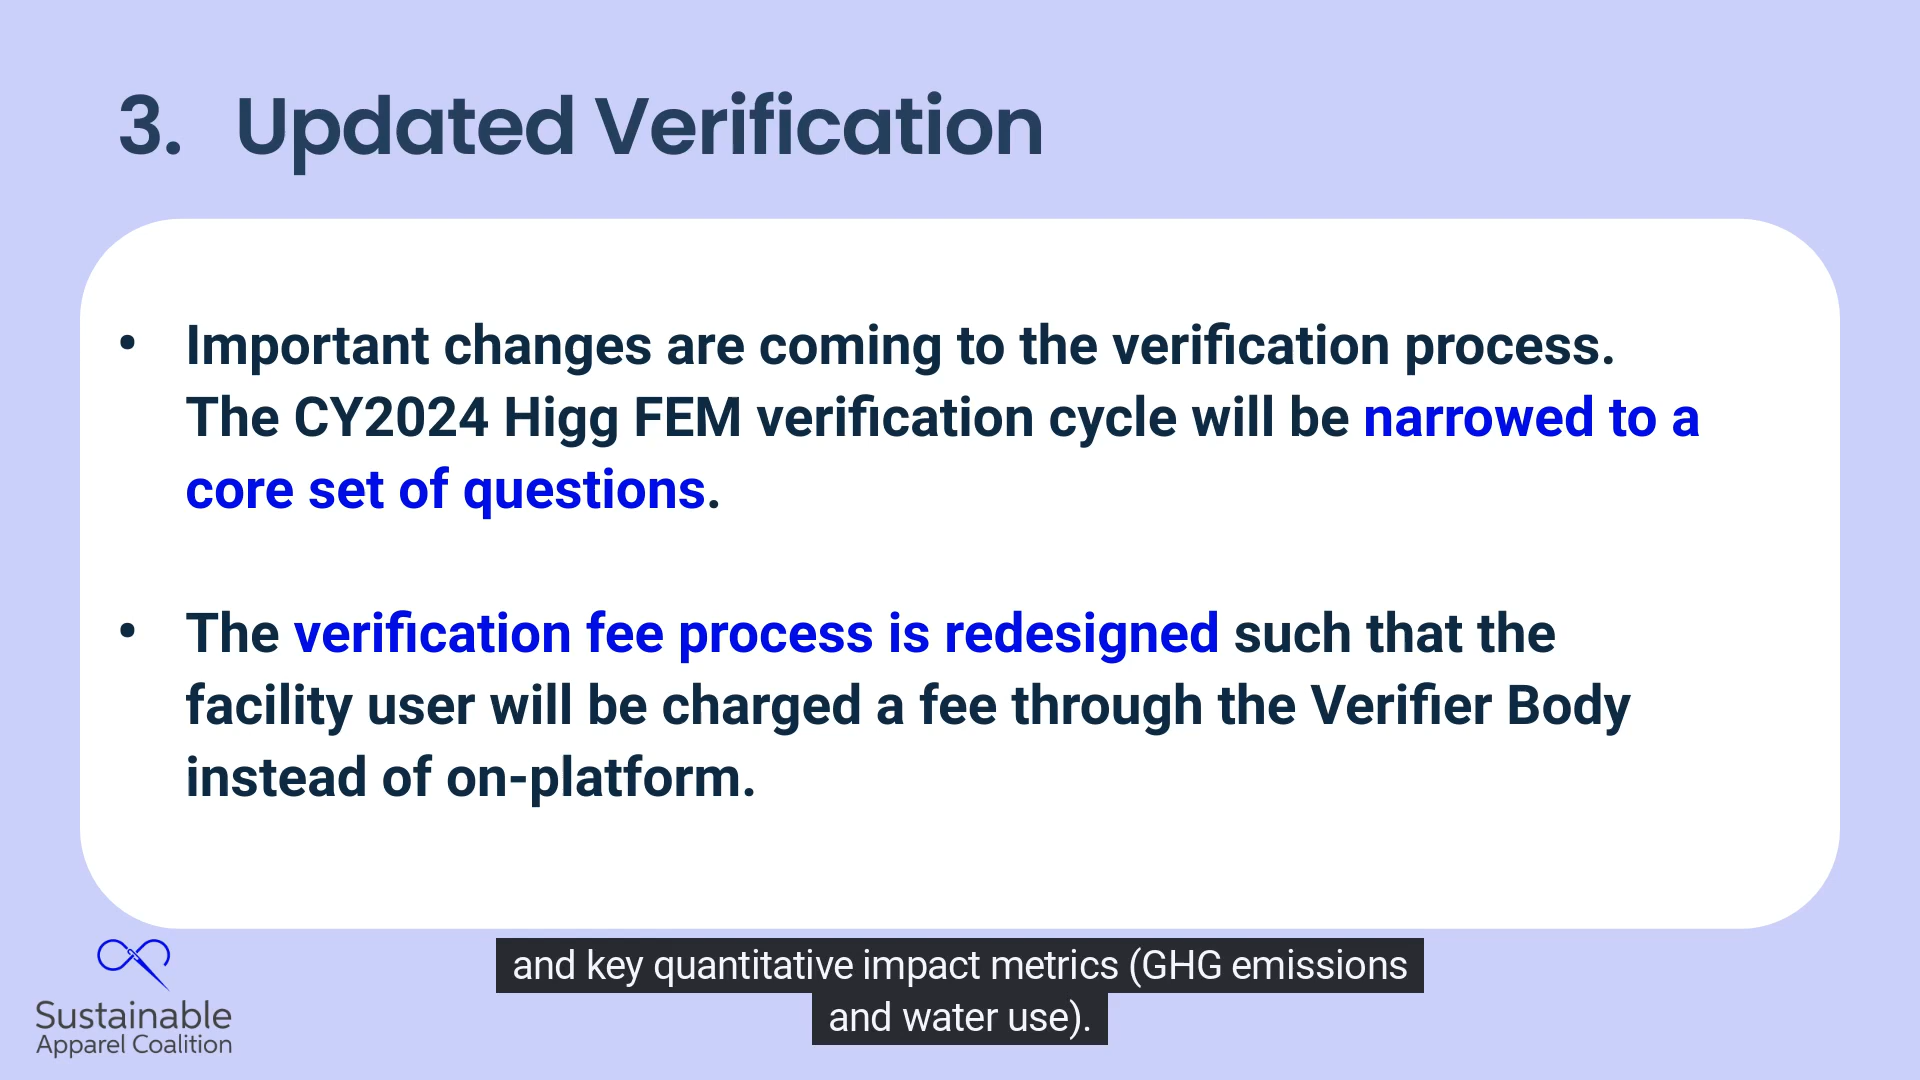 3. Updated Verification
• Important changes are coming to the verification process.
The CY2024 Higg FEM verification cycle will be narrowed to a
core set of questions.
• The verification fee process is redesigned such that the
facility user will be charged a fee through the Verifier Body
instead of on-platform.
and key quantitative impact metrics (GHG emissions
and water use).
Sustainable
Apparel Coalition